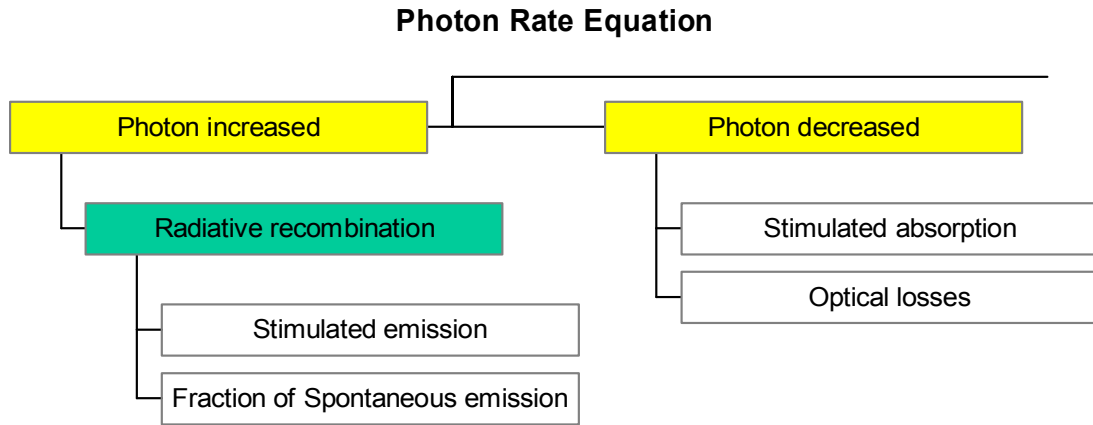 Photon Rate Equation
Photon increased
Photon decreased
Radiative recombination
Stimulated absorption
Optical losses
Stimulated emission
Fraction of Spontaneous emission